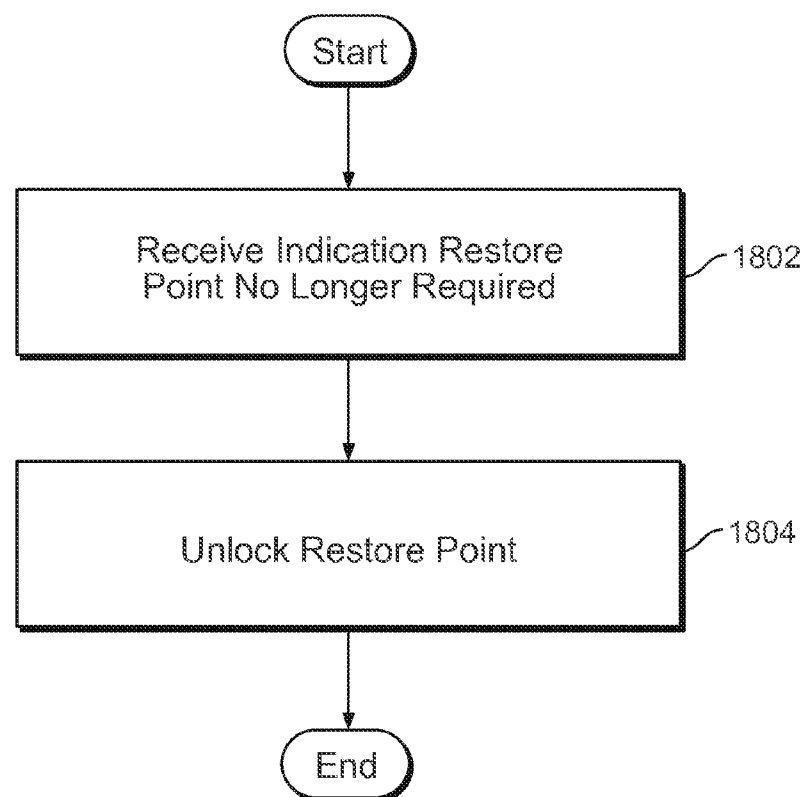 Start
Receive Indication Restore
Point No Longer Required
1802
Unlock Restore Point
1804
End